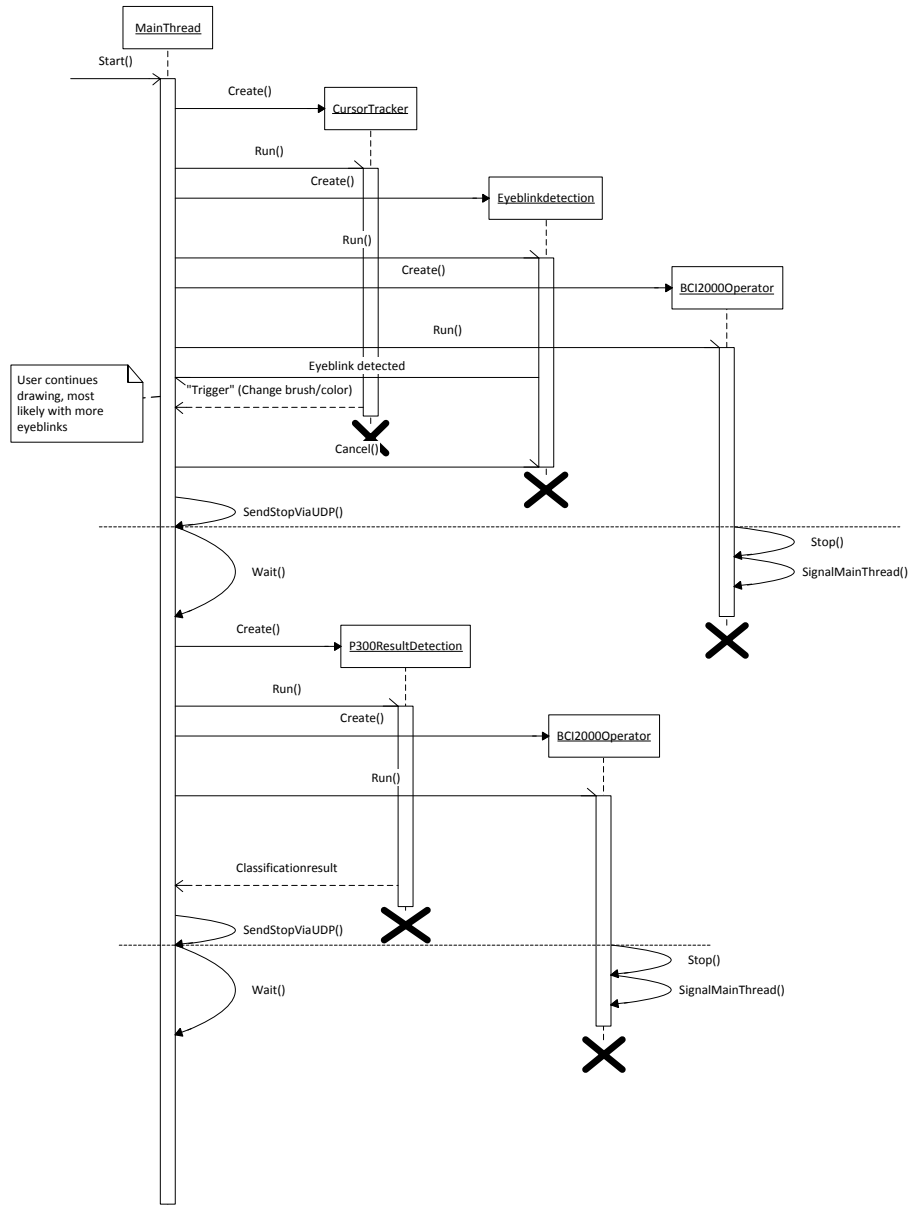 MainThread
Start()
Create()
CursorTracker
Run()
Create()
Eyeblinkdetection
Run()
Create()
BCI2000Operator
Run()
Eyeblink detected
User continues
drawing, most
likely with more
eyeblinks
"Trigger" (Change brush/color)
Cancel()
SendStopViaUDP()
Stop()
Wait()
SignalMainThread()
Create()
P300ResultDetection
Run()
Create()
BCI2000Operator
Run()
Classificationresult
SendStopViaUDP()
Stop()
Wait()
SignalMainThread()